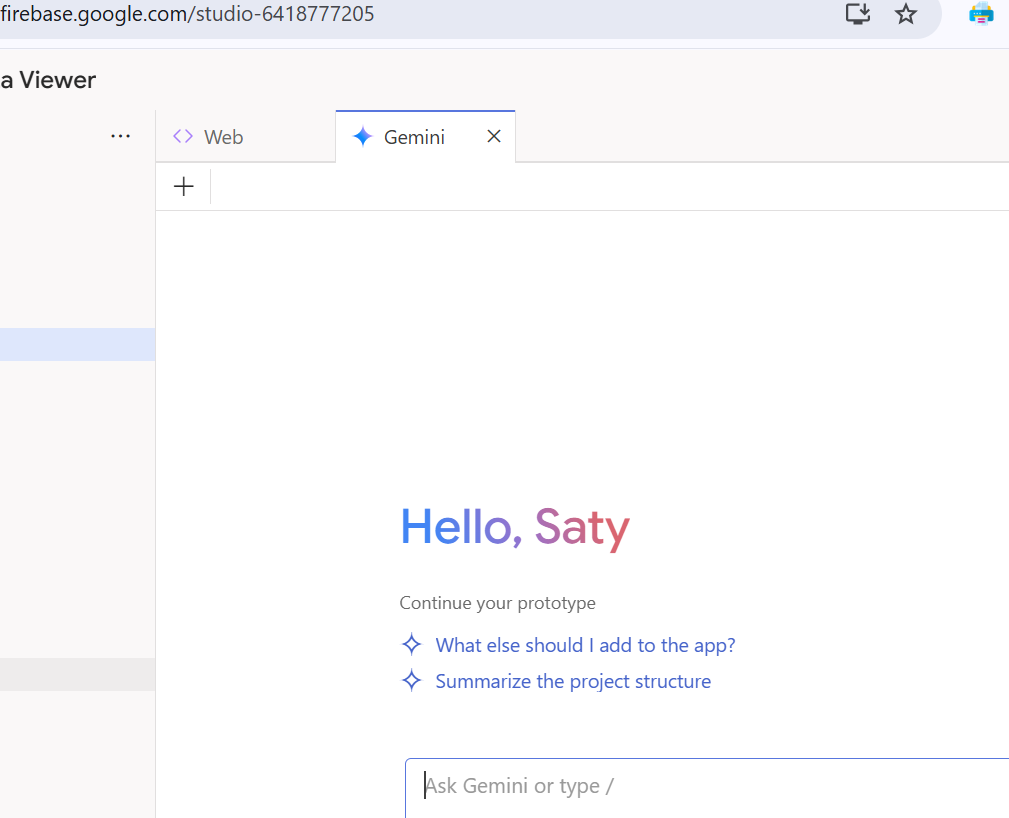 firebase.google.com/studio-6418777205
a Viewer
Web
Gemini
Hello, Saty
Continue your prototype
What else should I add to the app?
Summarize the project structure
Ask Gemini or type /